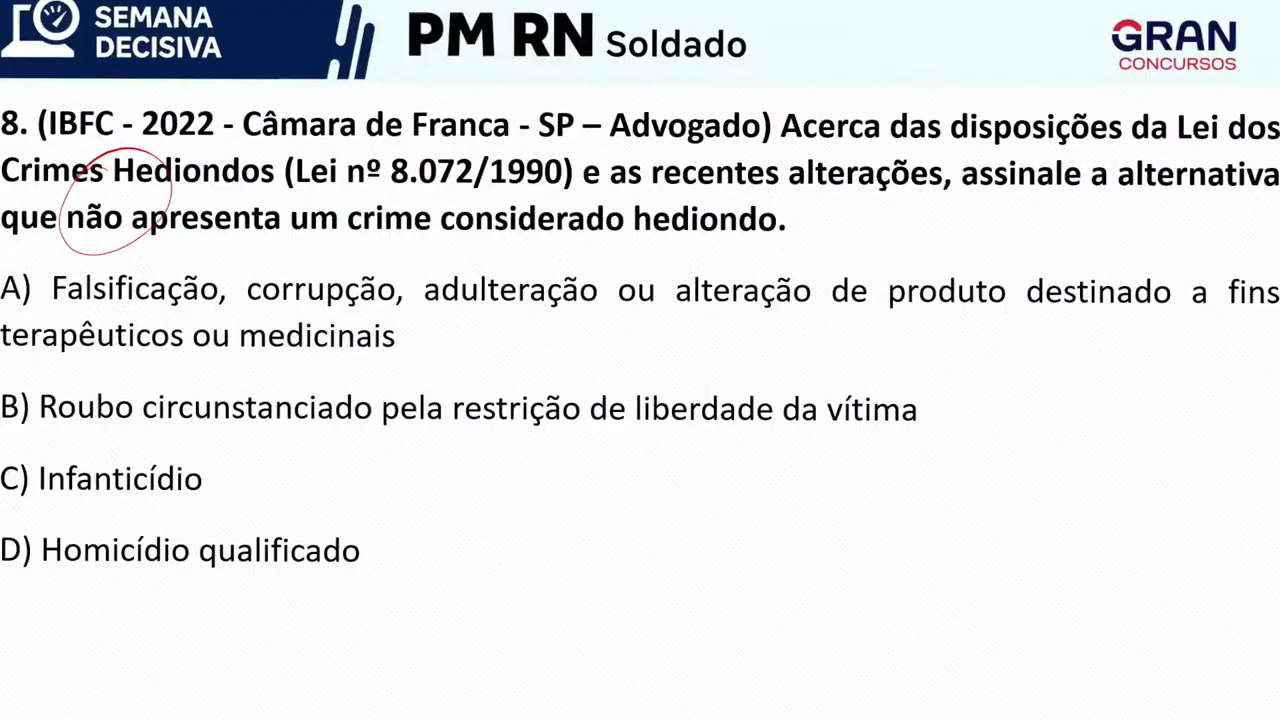 SEMANA
DECISIVA
PM RN Soldado
GRAN
CONCURSOS
8. (IBFC - 2022 - Câmara de Franca - SP – Advogado) Acerca das disposições da Lei dos
Crimes Hediondos (Lei nº 8.072/1990) e as recentes alterações, assinale a alternativa
que não apresenta um crime considerado hediondo.
A) Falsificação, corrupção, adulteração ou alteração de produto destinado a fins
terapêuticos ou medicinais
B) Roubo circunstanciado pela restrição de liberdade da vítima
C) Infanticídio
D) Homicídio qualificado